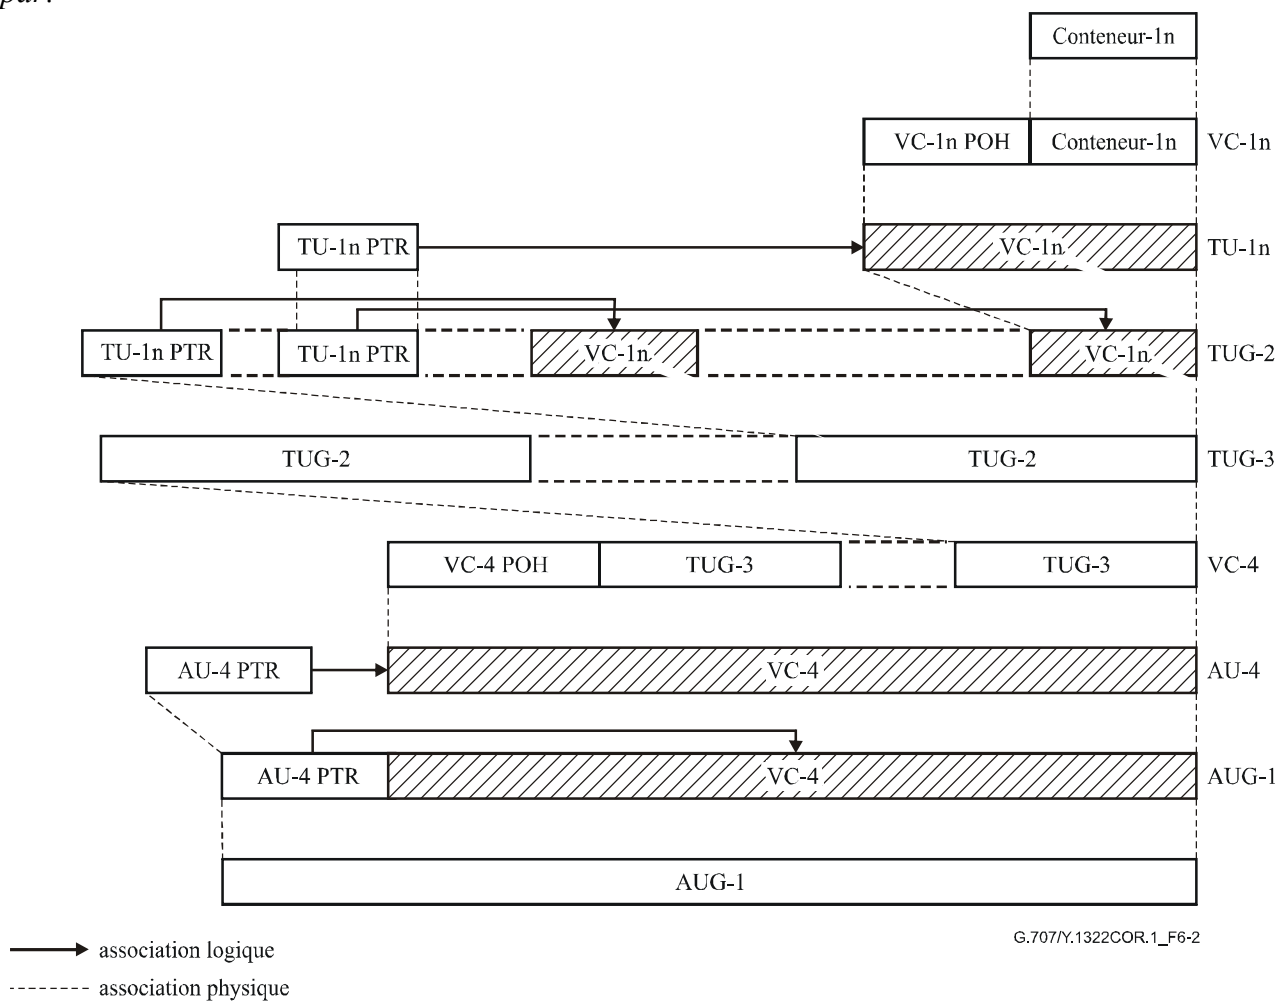 par:
Conteneur-1n
VC-1n POH Conteneur-1n VC-1n
TU-1n PTR VC-1n TU-1n
TU-1n PTR TU-1n PTR VC-1n VC-1n TUG-2
TUG-2 TUG-2 TUG-3
VC-4 POH TUG-3 TUG-3 VC-4
AU-4 PTR VC-4 AU-4
AU-4 PTR VC-4 AUG-1
AUG-1
G.707/Y.1322COR.1_F6-2
association logique
association physique